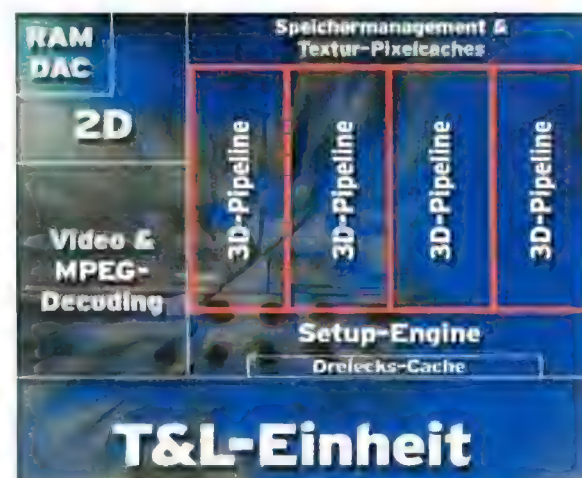 RAM
DAC
2D
Video &
MPEG-
Decoding
Speichermanagement &
Textur-Pixelcaches
3D-Pipeline
3D-Pipeline
3D-Pipeline
3D-Pipeline
Setup-Engine
Dreiecks-Cache
T&L-Einheit